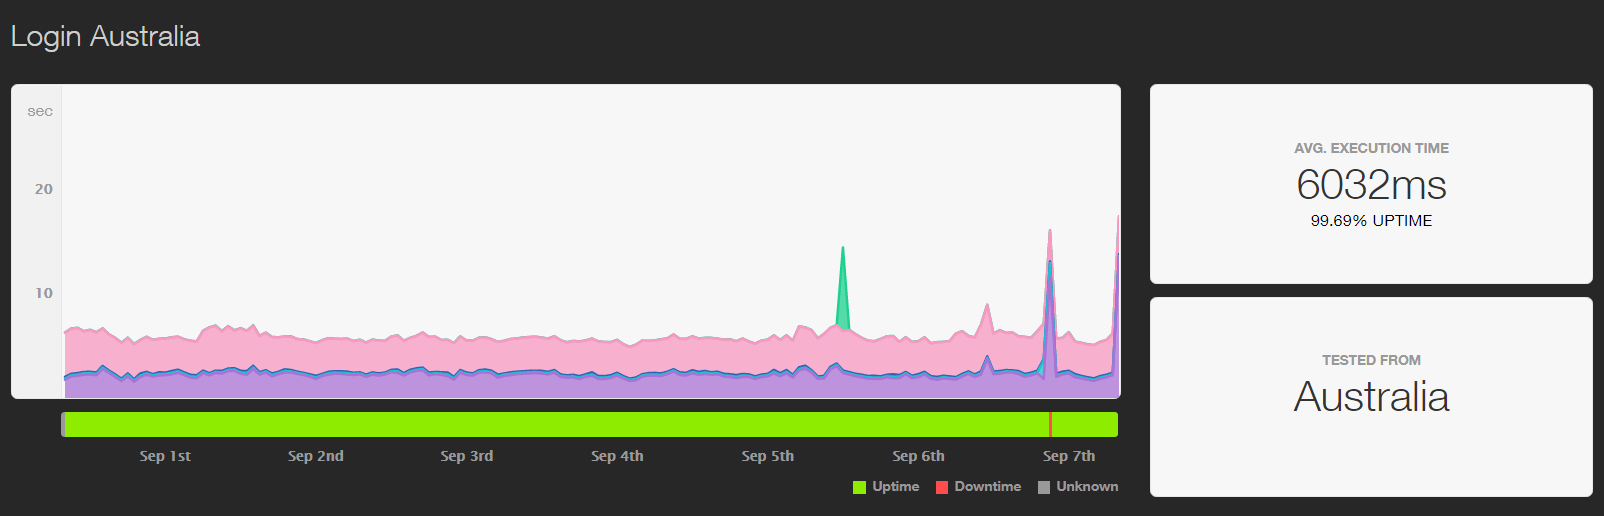 Login Australia
sec
20
10
Sep 1st Sep 2nd Sep 3rd Sep 4th Sep 5th Sep 6th Sep 7th
Uptime Downtime Unknown
AVG. EXECUTION TIME
6032ms
99.69% UPTIME
TESTED FROM
Australia